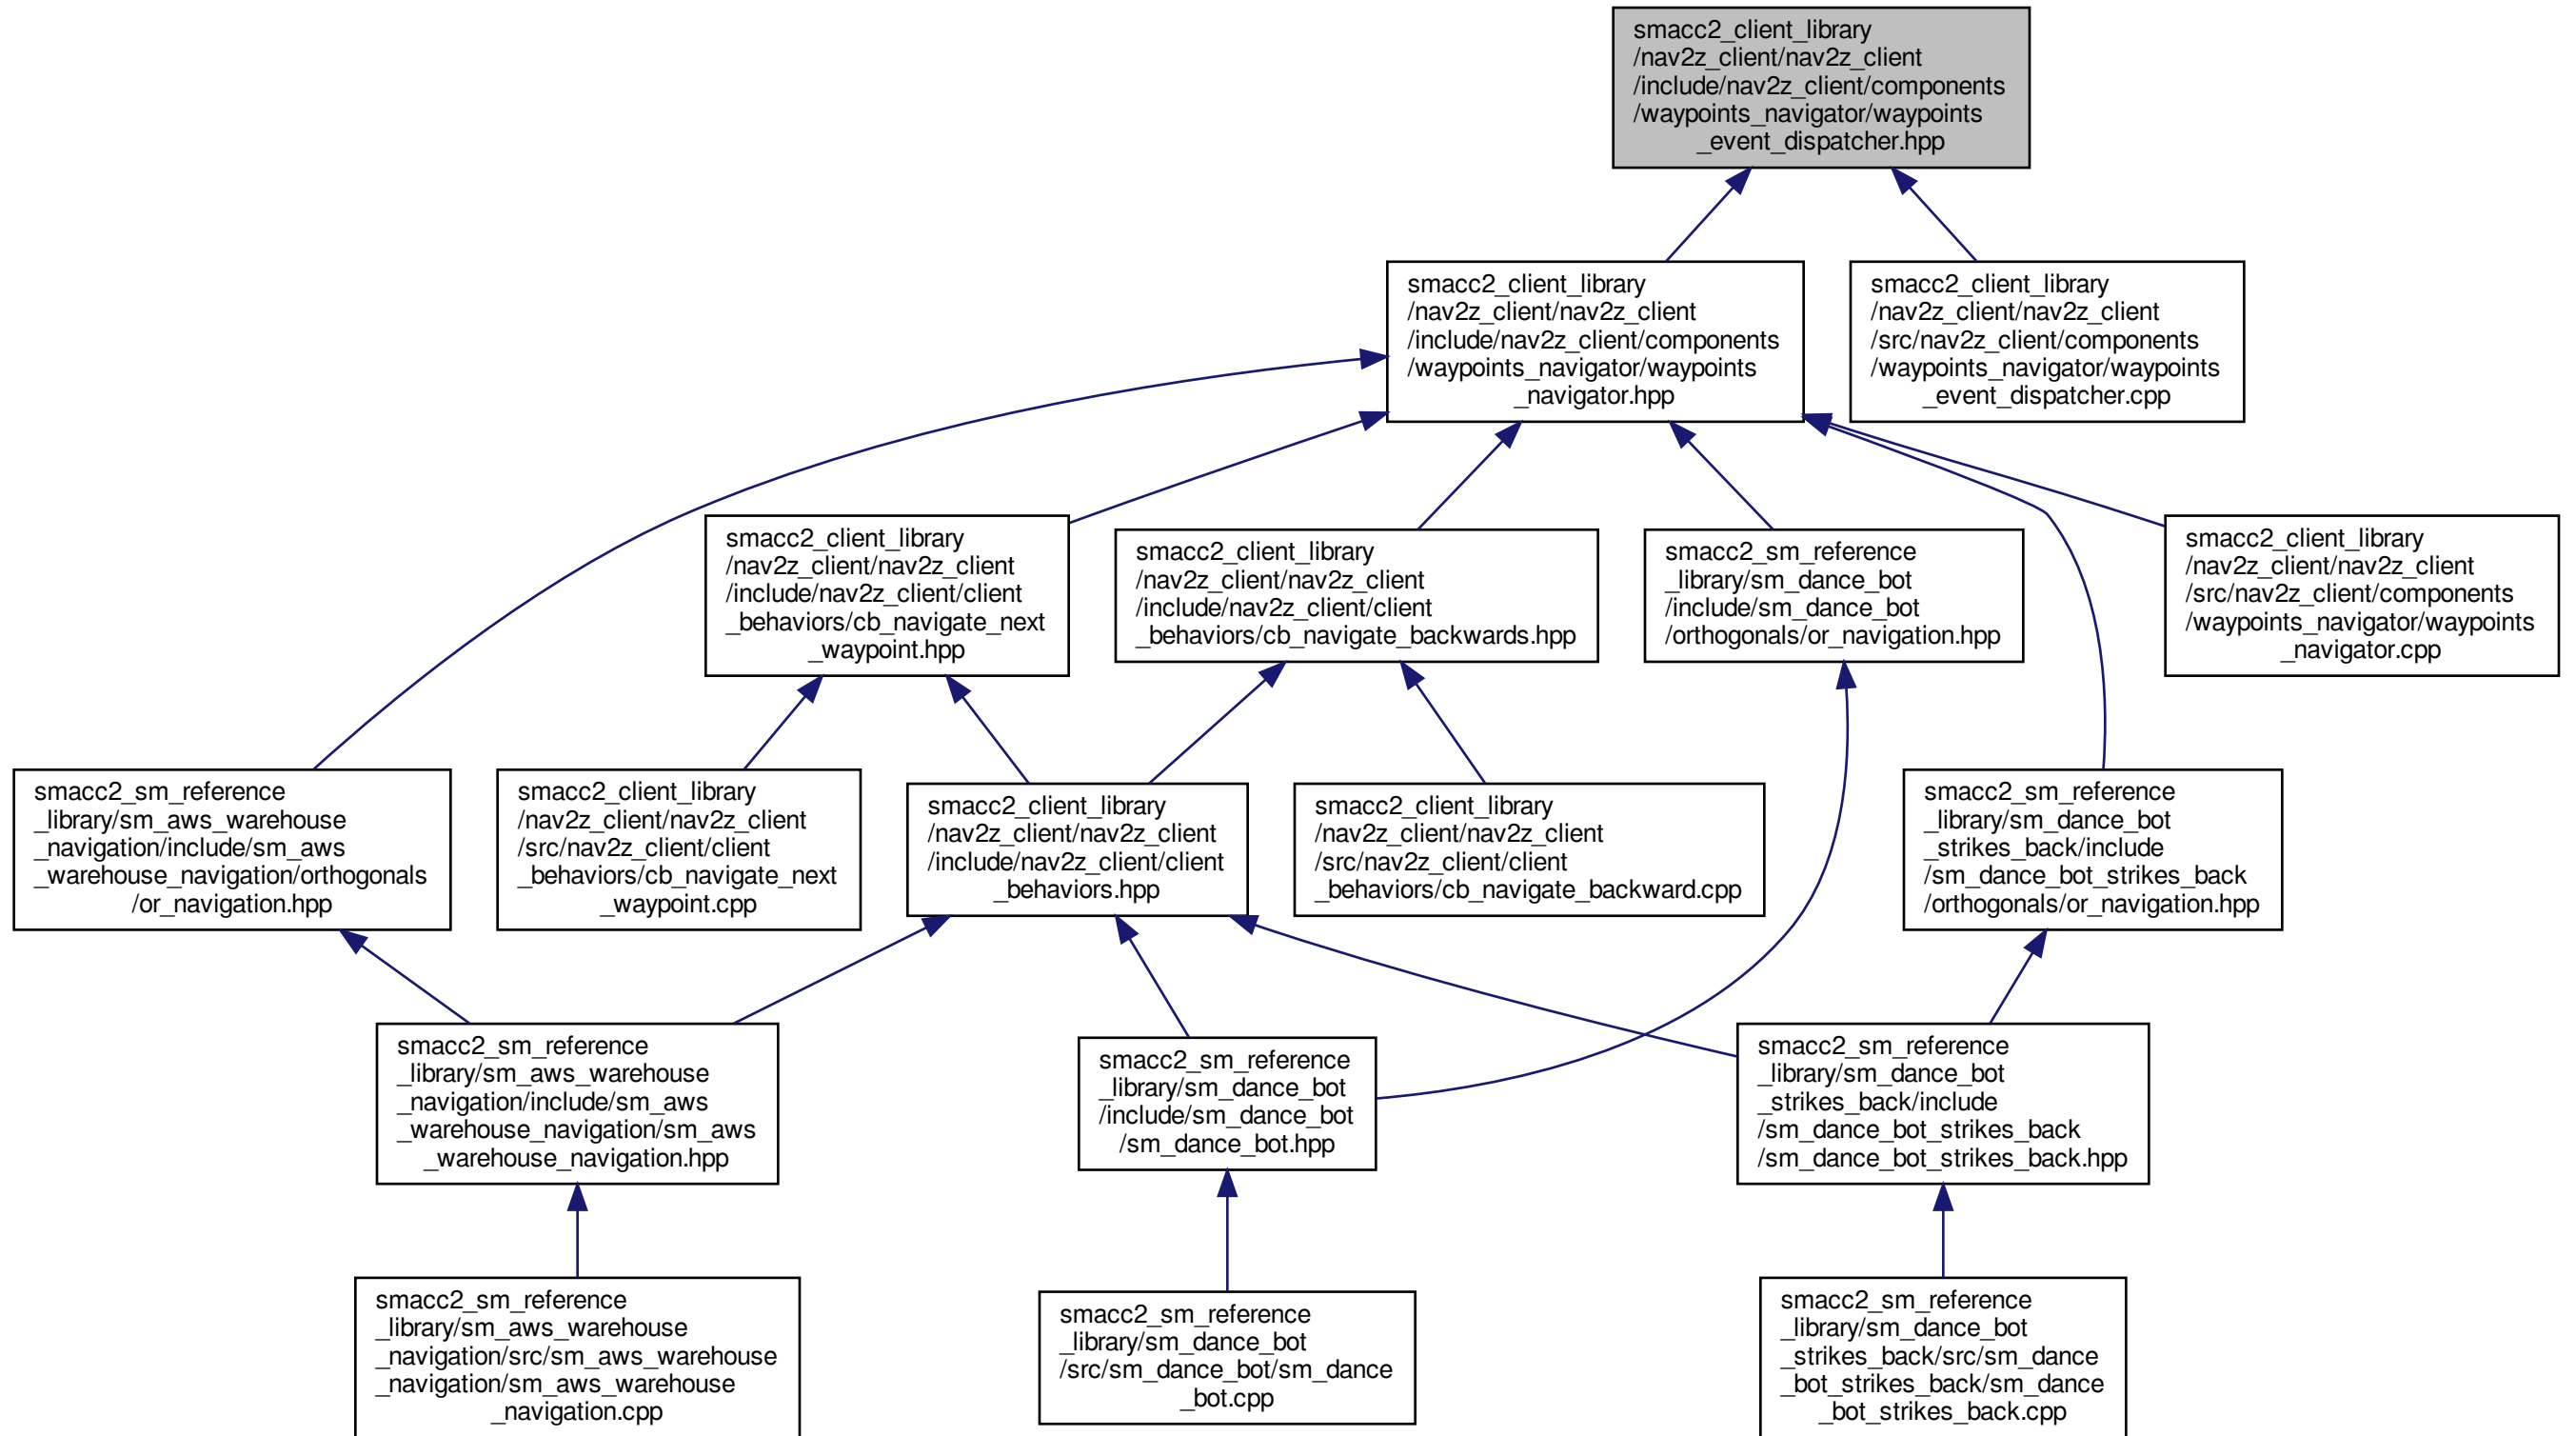 smacc2_client_library
/nav2z_client/nav2z_client
/include/nav2z_client/components
/waypoints_navigator/waypoints
_event_dispatcher.hpp
smacc2_client_library
/nav2z_client/nav2z_client
/include/nav2z_client/components
/waypoints_navigator/waypoints
_navigator.hpp
smacc2_client_library
/nav2z_client/nav2z_client
/src/nav2z_client/components
/waypoints_navigator/waypoints
_event_dispatcher.cpp
smacc2_client_library
/nav2z_client/nav2z_client
/include/nav2z_client/client
_behaviors/cb_navigate_next
_waypoint.hpp
smacc2_client_library
/nav2z_client/nav2z_client
/include/nav2z_client/client
_behaviors/cb_navigate_backwards.hpp
smacc2_sm_reference
_library/sm_dance_bot
/include/sm_dance_bot
/orthogonals/or_navigation.hpp
smacc2_client_library
/nav2z_client/nav2z_client
/src/nav2z_client/components
/waypoints_navigator/waypoints
_navigator.cpp
smacc2_sm_reference
_library/sm_aws_warehouse
_navigation/include/sm_aws
_warehouse_navigation/orthogonals
/or_navigation.hpp
smacc2_client_library
/nav2z_client/nav2z_client
/src/nav2z_client/client
_behaviors/cb_navigate_next
_waypoint.cpp
smacc2_client_library
/nav2z_client/nav2z_client
/include/nav2z_client/client
_behaviors.hpp
smacc2_client_library
/nav2z_client/nav2z_client
/src/nav2z_client/client
_behaviors/cb_navigate_backward.cpp
smacc2_sm_reference
_library/sm_dance_bot
_strikes_back/include
/sm_dance_bot_strikes_back
/orthogonals/or_navigation.hpp
smacc2_sm_reference
_library/sm_aws_warehouse
_navigation/include/sm_aws
_warehouse_navigation/sm_aws
_warehouse_navigation.hpp
smacc2_sm_reference
_library/sm_dance_bot
/include/sm_dance_bot
/sm_dance_bot.hpp
smacc2_sm_reference
_library/sm_dance_bot
_strikes_back/include
/sm_dance_bot_strikes_back
/sm_dance_bot_strikes_back.hpp
smacc2_sm_reference
_library/sm_aws_warehouse
_navigation/src/sm_aws_warehouse
_navigation/sm_aws_warehouse
_navigation.cpp
smacc2_sm_reference
_library/sm_dance_bot
/src/sm_dance_bot/sm_dance
_bot.cpp
smacc2_sm_reference
_library/sm_dance_bot
_strikes_back/src/sm_dance
_bot_strikes_back/sm_dance
_bot_strikes_back.cpp